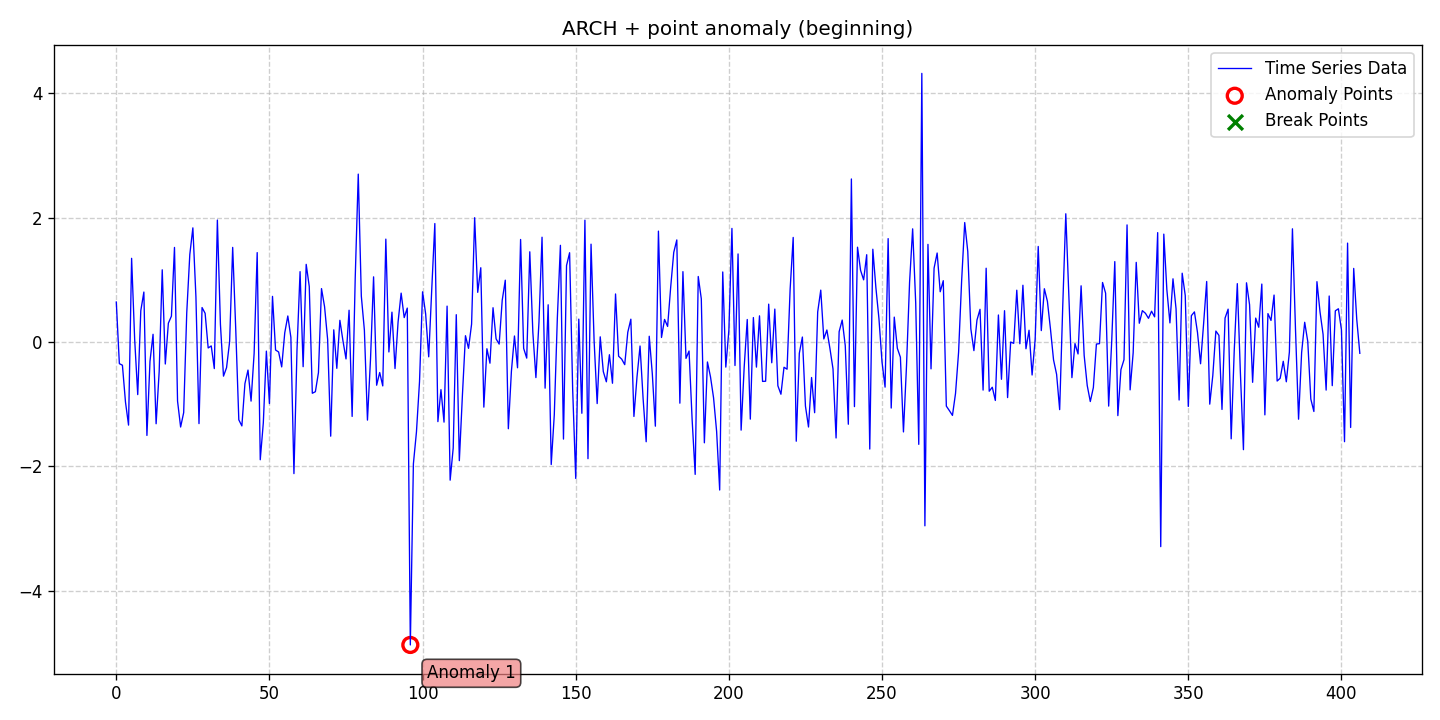 ARCH + point anomaly (beginning)
Time Series Data
Anomaly Points
Break Points
4
2
0
−2
−4
Anomaly 1
0 50 100 150 200 250 300 350 400